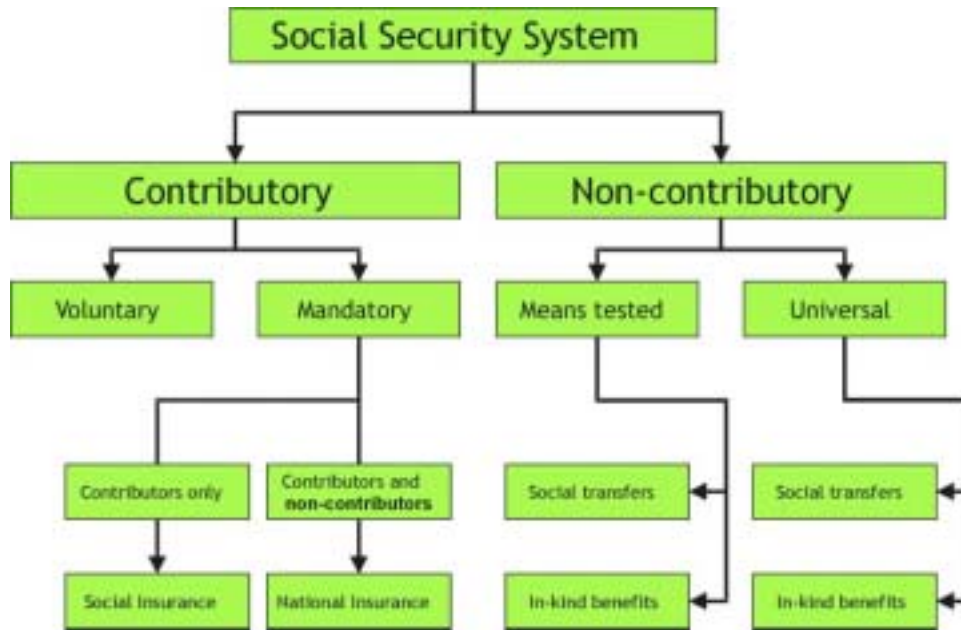 Social Security System
Contributory
Non-contributory
Voluntary
Mandatory
Means tested
Universal
Contributors only
Contributors and
non-contributors
Social transfers
Social transfers
Social Insurance
National Insurance
In-kind benefits
In-kind benefits